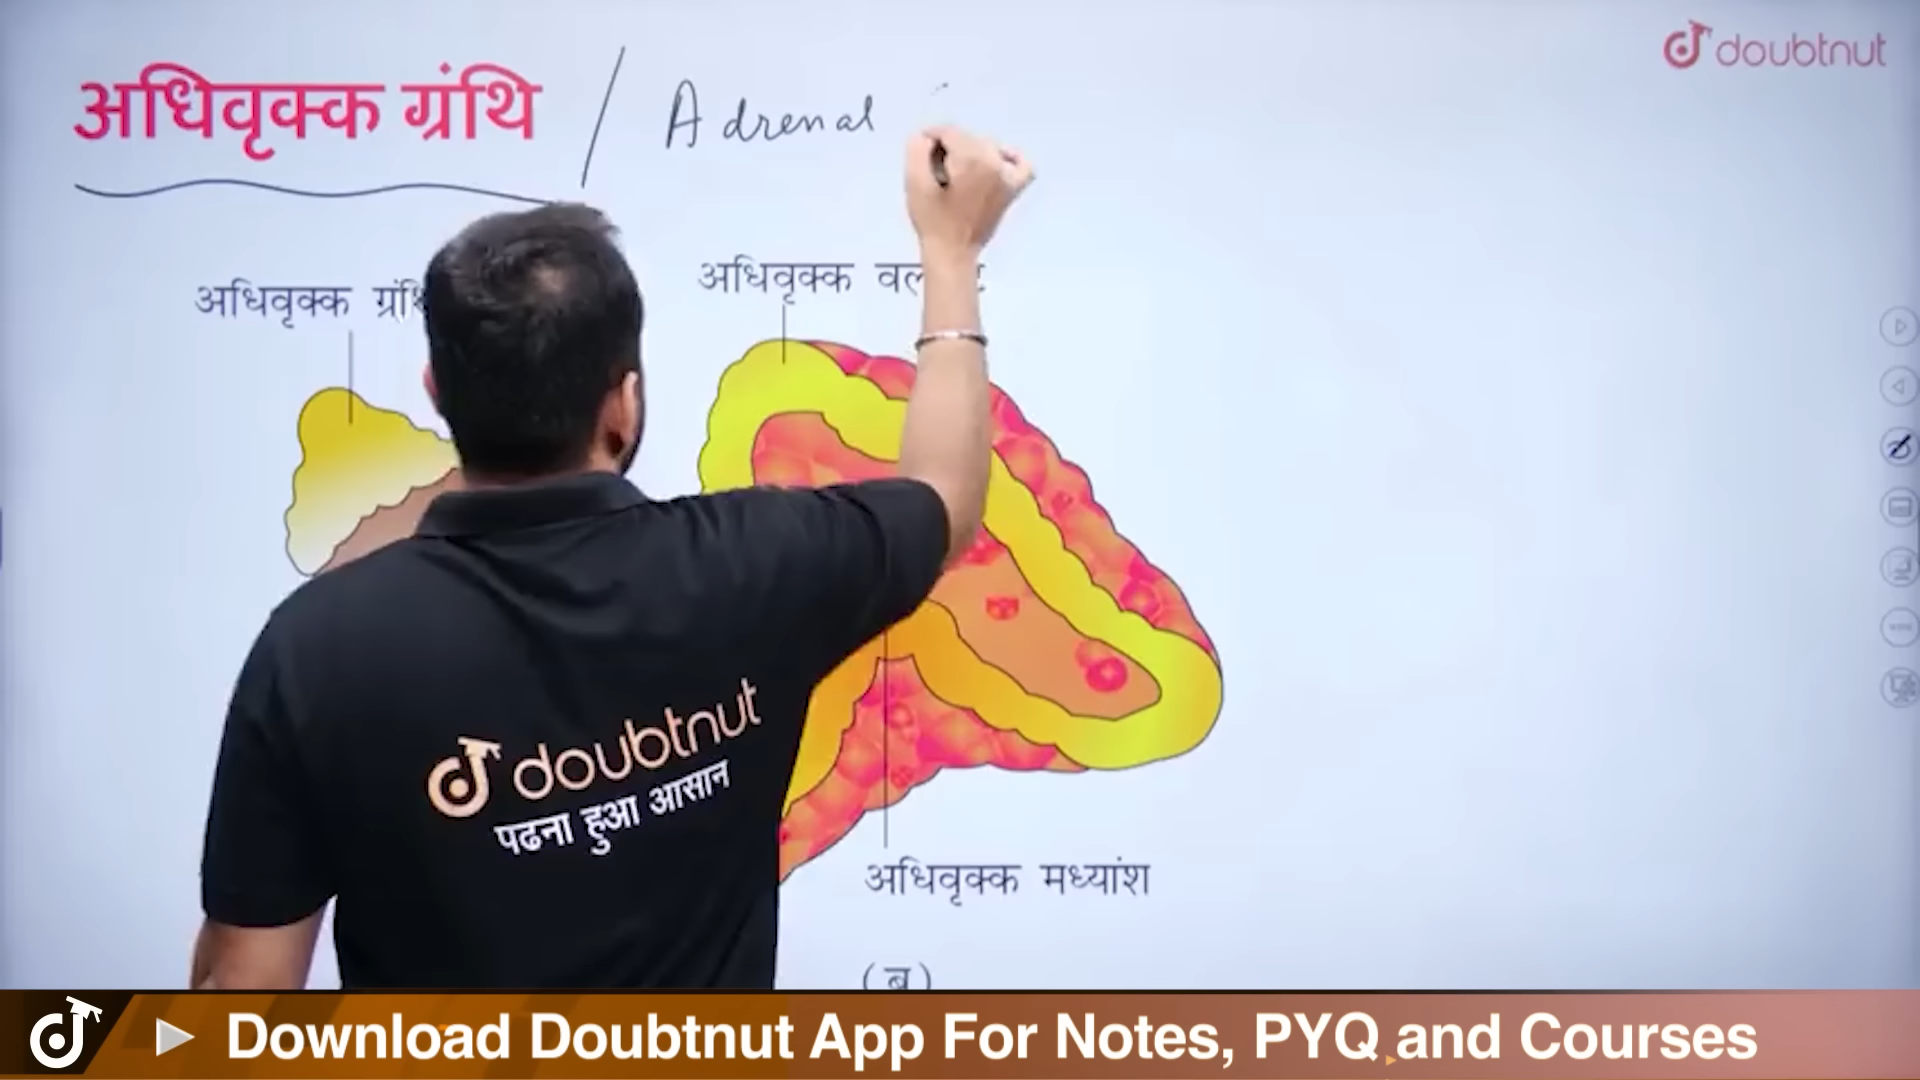 doubtnut
अधिवृक्क ग्रंथि / Adrenal
अधिवृक्क
अधिवृक्क
doubtnut
पढना हुआ आसान
अधिवृक्क मध्यांश
(ब)
Download Doubtnut App For Notes, PYQ and Courses